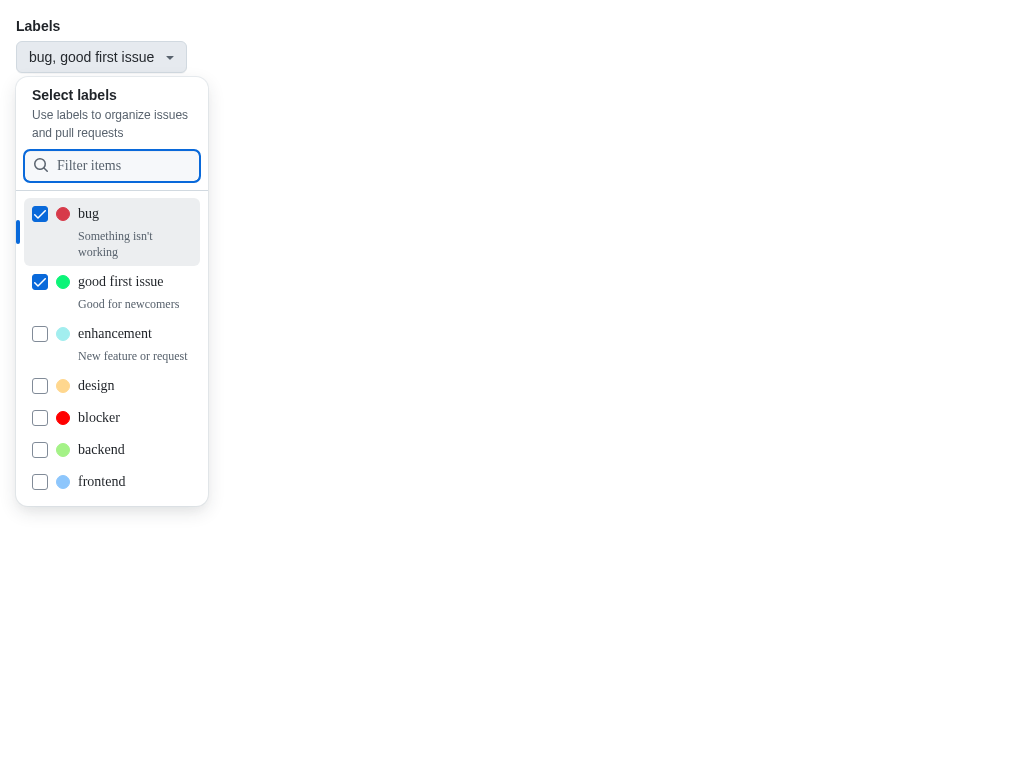 Labels
bug, good first issue
Select labels
Use labels to organize issues
and pull requests
Filter items
bug
Something isn't
working
good first issue
Good for newcomers
enhancement
New feature or request
design
blocker
backend
frontend